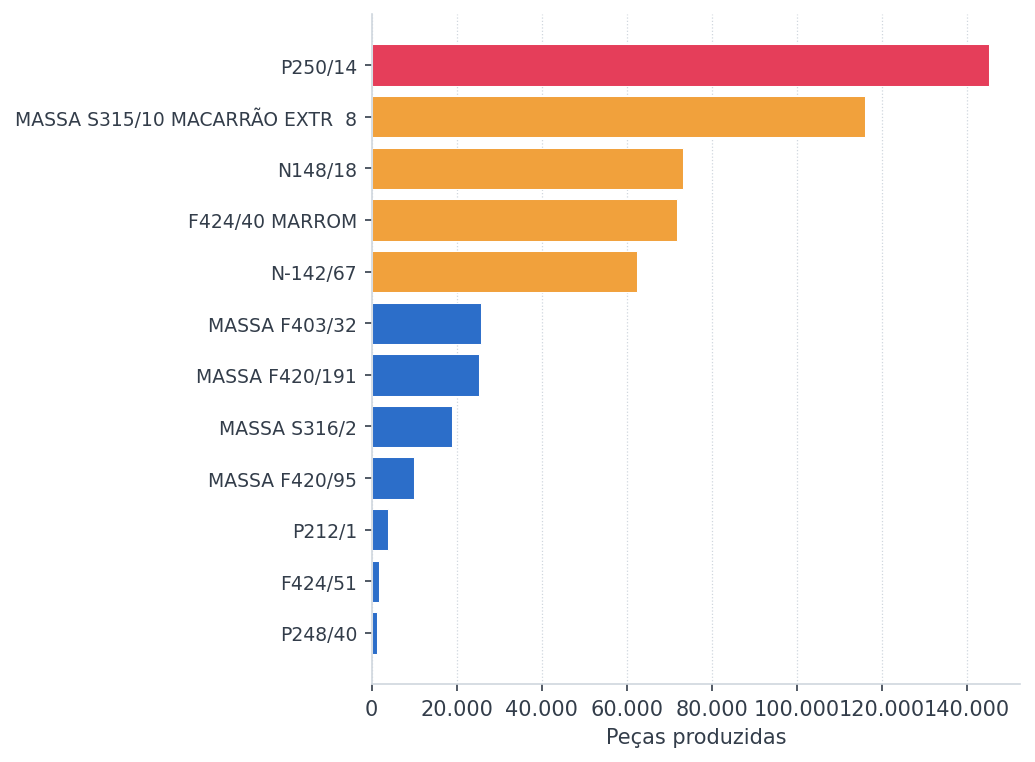 P250/14
MASSA S315/10 MACARRÃO EXTR  8
N148/18
F424/40 MARROM
N-142/67
MASSA F403/32
MASSA F420/191
MASSA S316/2
MASSA F420/95
P212/1
F424/51
P248/40
0 20.000 40.000 60.000 80.000 100.000 120.000 140.000
Peças produzidas